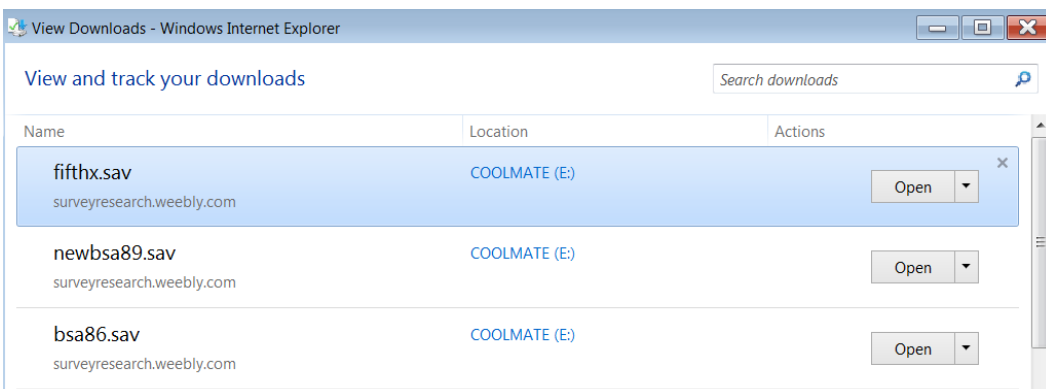 View Downloads - Windows Internet Explorer
View and track your downloads
Search downloads
Name Location Actions
fifthx.sav COOLMATE (E:) Open
surveyresearch.weebly.com
newbsa89.sav COOLMATE (E:) Open
surveyresearch.weebly.com
bsa86.sav COOLMATE (E:) Open
surveyresearch.weebly.com